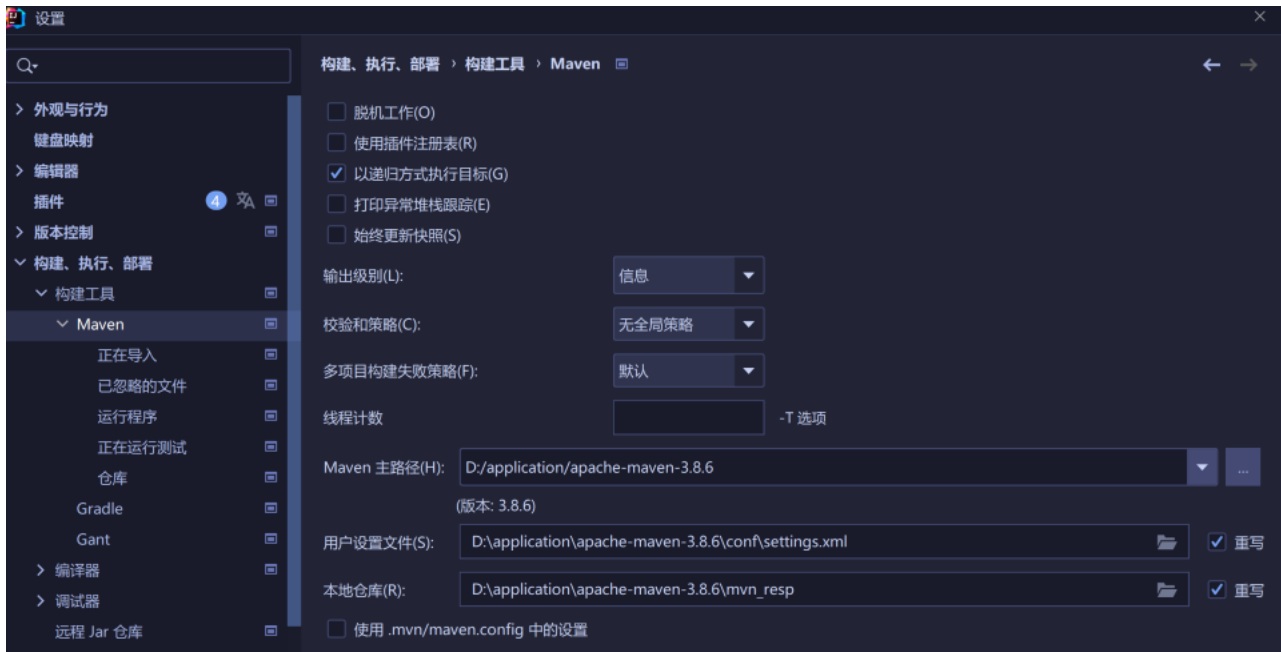 设置
构建、执行、部署 › 构建工具 › Maven
外观与行为
键盘映射
编辑器
插件 4
版本控制
构建、执行、部署
构建工具
Maven
正在导入
已忽略的文件
运行程序
正在运行测试
仓库
Gradle
Gant
编译器
调试器
远程 Jar 仓库
脱机工作(O)
使用插件注册表(R)
以递归方式执行目标(G)
打印异常堆栈跟踪(E)
始终更新快照(S)
输出级别(L): 信息
校验和策略(C): 无全局策略
多项目构建失败策略(F): 默认
线程计数 -T 选项
Maven 主路径(H): D:/application/apache-maven-3.8.6 ...
(版本: 3.8.6)
用户设置文件(S): D:\application\apache-maven-3.8.6\conf\settings.xml 重写
本地仓库(R): D:\application\apache-maven-3.8.6\mvn_resp 重写
使用 .mvn/maven.config 中的设置